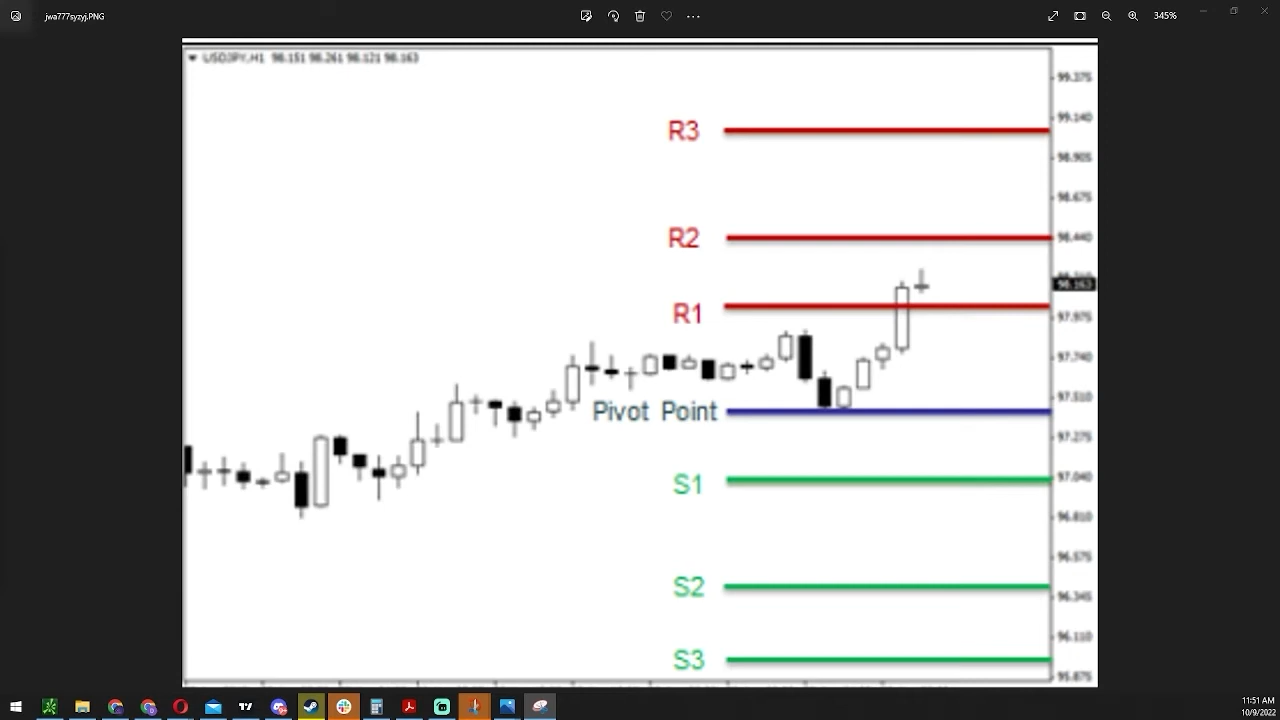 jwa777syzyj.PNG
345%
USDJPY,H1 98.151 98.261 98.121 98.163
99.375
R3
99.140
98.905
98.675
R2
98.440
98.163
R1
97.975
97.740
97.510
Pivot Point
97.275
S1
97.040
96.810
96.575
S2
96.345
96.110
S3
95.875
11:51 AM
10/9/2022